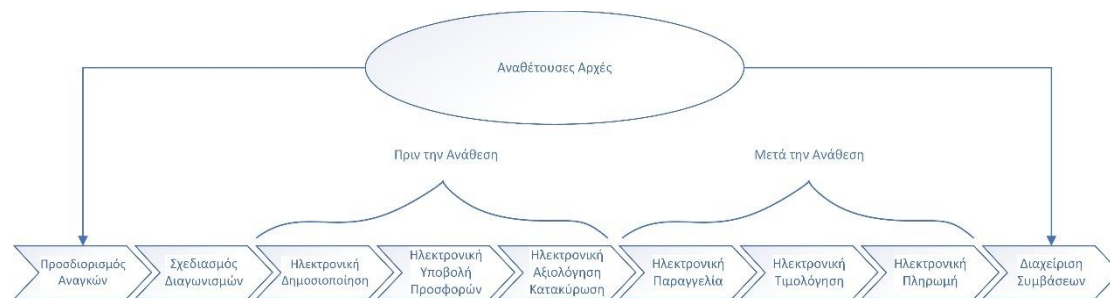 Αναθέτουσες Αρχές
Πριν την Ανάθεση
Μετά την Ανάθεση
Προσδιορισμός
Αναγκών
Σχεδιασμός
Διαγωνισμών
Ηλεκτρονική
Δημοσιοποίηση
Ηλεκτρονική
Υποβολή
Προσφορών
Ηλεκτρονική
Αξιολόγηση
Κατακύρωση
Ηλεκτρονική
Παραγγελία
Ηλεκτρονική
Τιμολόγηση
Ηλεκτρονική
Πληρωμή
Διαχείριση
Συμβάσεων